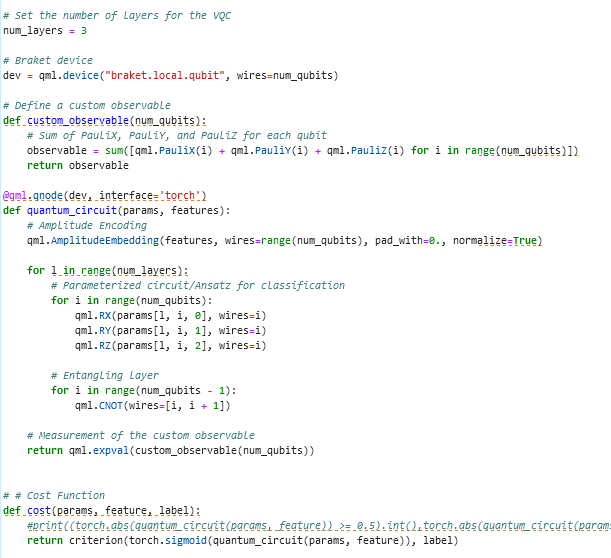 # Set the number of layers for the VQC
num_layers = 3
# Braket device
dev = qml.device("braket.local.qubit", wires=num_qubits)
# Define a custom observable
def custom_observable(num_qubits):
    # Sum of PauliX, PauliY, and PauliZ for each qubit
    observable = sum([qml.PauliX(i) + qml.PauliY(i) + qml.PauliZ(i) for i in range(num_qubits)])
    return observable
@qml.qnode(dev, interface='torch')
def quantum_circuit(params, features):
    # Amplitude Encoding
    qml.AmplitudeEmbedding(features, wires=range(num_qubits), pad_with=0., normalize=True)
    for l in range(num_layers):
        # Parameterized circuit/Ansatz for classification
        for i in range(num_qubits):
            qml.RX(params[l, i, 0], wires=i)
            qml.RY(params[l, i, 1], wires=i)
            qml.RZ(params[l, i, 2], wires=i)
        # Entangling layer
        for i in range(num_qubits - 1):
            qml.CNOT(wires=[i, i + 1])
    # Measurement of the custom observable
    return qml.expval(custom_observable(num_qubits))
# # Cost Function
def cost(params, feature, label):
    #print((torch.abs(quantum_circuit(params, feature)) >= 0.5).int(),torch.abs(quantum_circuit(params
    return criterion(torch.sigmoid(quantum_circuit(params, feature)), label)